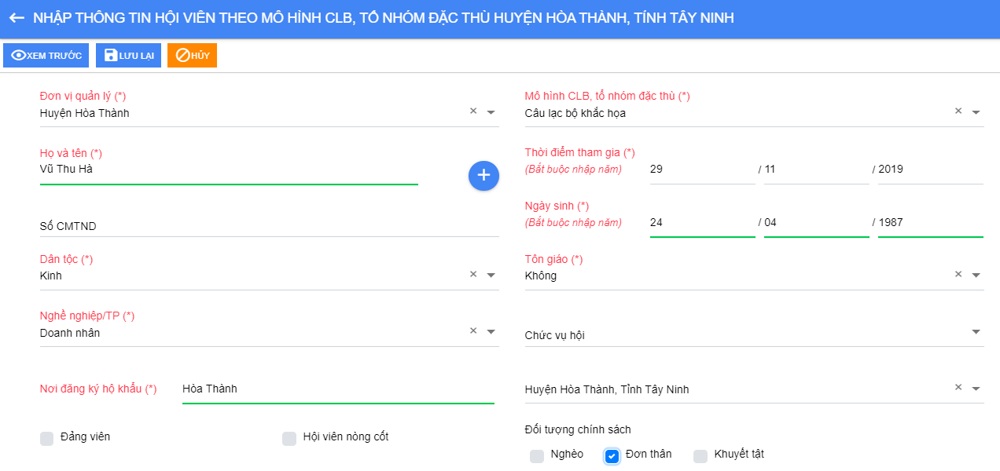 NHẬP THÔNG TIN HỘI VIÊN THEO MÔ HÌNH CLB, TỔ NHÓM ĐẶC THÙ HUYỆN HÒA THÀNH, TỈNH TÂY NINH
XEM TRƯỚC LƯU LẠI HỦY
Đơn vị quản lý (*)
Huyện Hòa Thành
Mô hình CLB, tổ nhóm đặc thù (*)
Câu lạc bộ khắc họa
Họ và tên (*)
Vũ Thu Hà
Thời điểm tham gia (*)
(Bắt buộc nhập năm) 29 / 11 / 2019
Số CMTND
Ngày sinh (*)
(Bắt buộc nhập năm) 24 / 04 / 1987
Dân tộc (*)
Kinh
Tôn giáo (*)
Không
Nghề nghiệp/TP (*)
Doanh nhân
Chức vụ hội
Nơi đăng ký hộ khẩu (*) Hòa Thành
Huyện Hòa Thành, Tỉnh Tây Ninh
Đảng viên Hội viên nòng cốt
Đối tượng chính sách
Nghèo Đơn thân Khuyết tật